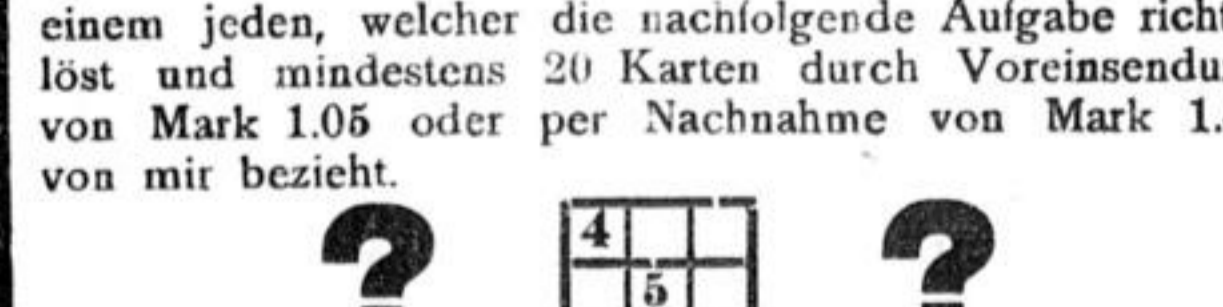 einem jeden, welcher die nachfolgende Aufgabe richt
löst und mindestens 20 Karten durch Voreinsendu
von Mark 1.05 oder per Nachnahme von Mark 1.
von mir bezieht.
? 4 ?
5